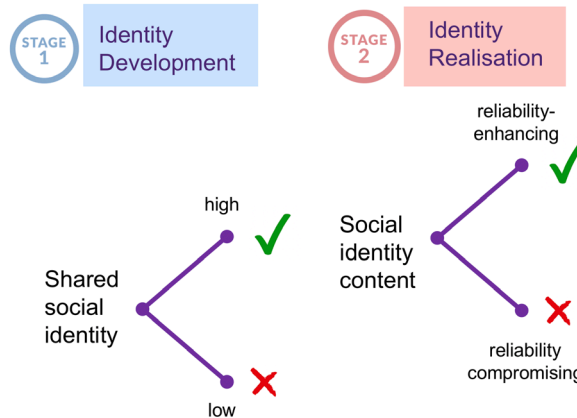 STAGE
1
Identity
Development
STAGE
2
Identity
Realisation
high
Shared
social
identity
low
reliability-
enhancing
Social
identity
content
reliability
compromising